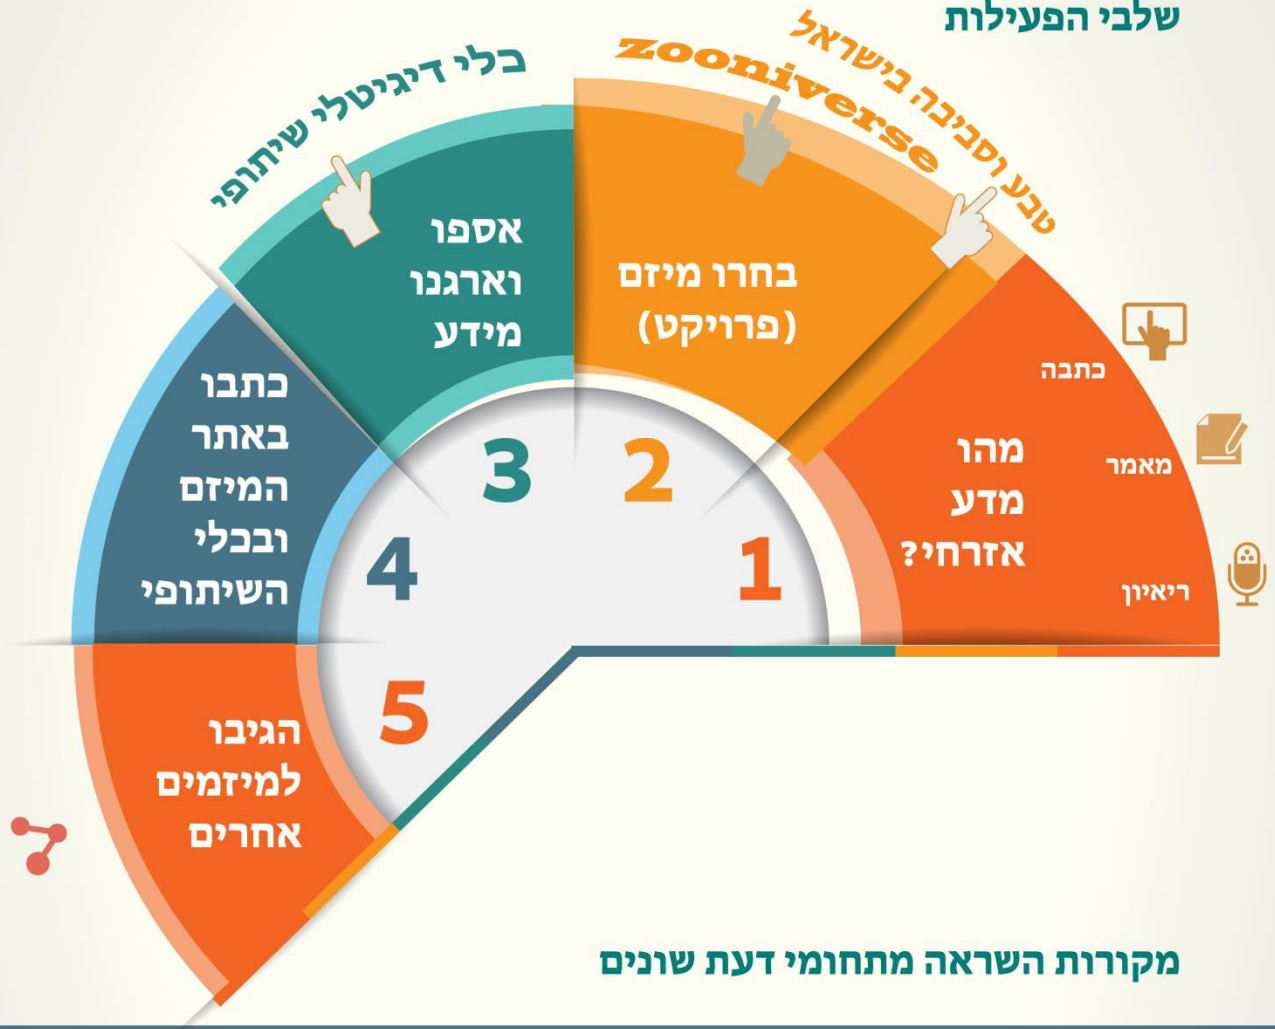 שלבי הפעילות
טבע וסביבה בישראל
zooniverse
כלי דיגיטלי שיתופי
כתבה
מאמר
ריאיון
מהו
מדע
אזרחי?
1
בחרו מיזם
(פרויקט)
2
אספו
וארגנו
מידע
3
כתבו
באתר
המיזם
ובכלי
השיתופי
4
הגיבו
למיזמים
אחרים
5
מקורות השראה מתחומי דעת שונים